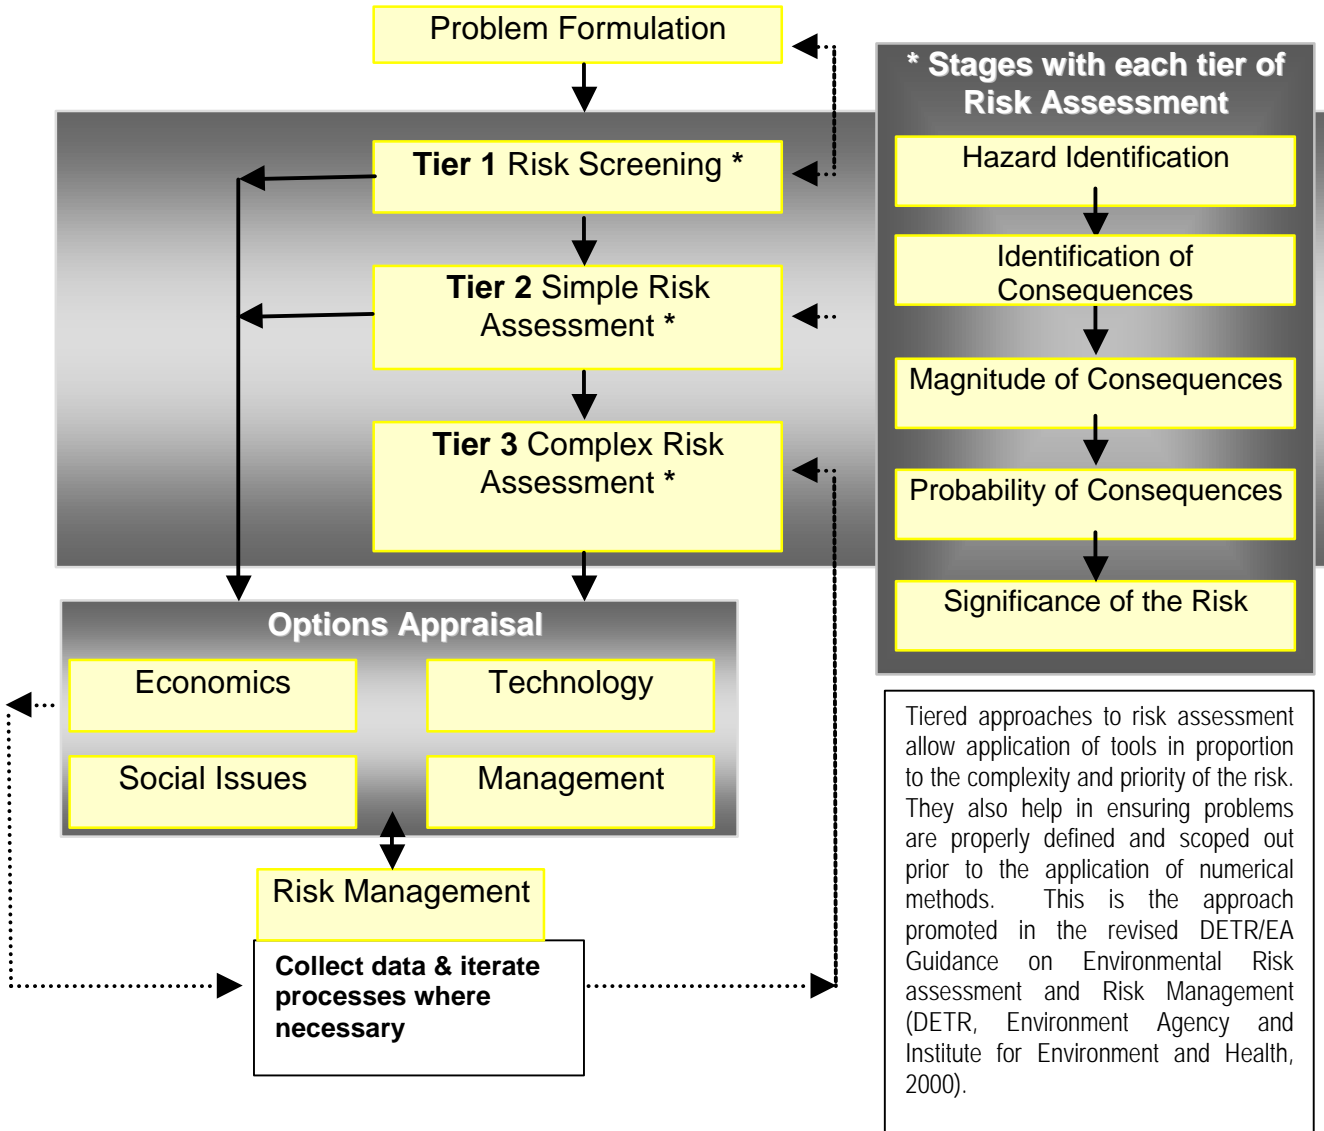 Problem Formulation
Tier 1 Risk Screening *
Tier 2 Simple Risk
Assessment *
Tier 3 Complex Risk
Assessment *
Options Appraisal
Economics
Technology
Social Issues
Management
Risk Management
Collect data & iterate
processes where
necessary
* Stages with each tier of
Risk Assessment
Hazard Identification
Identification of
Consequences
Magnitude of Consequences
Probability of Consequences
Significance of the Risk
Tiered approaches to risk assessment
allow application of tools in proportion
to the complexity and priority of the risk.
They also help in ensuring problems
are properly defined and scoped out
prior to the application of numerical
methods. This is the approach
promoted in the revised DETR/EA
Guidance on Environmental Risk
assessment and Risk Management
(DETR, Environment Agency and
Institute for Environment and Health,
2000).